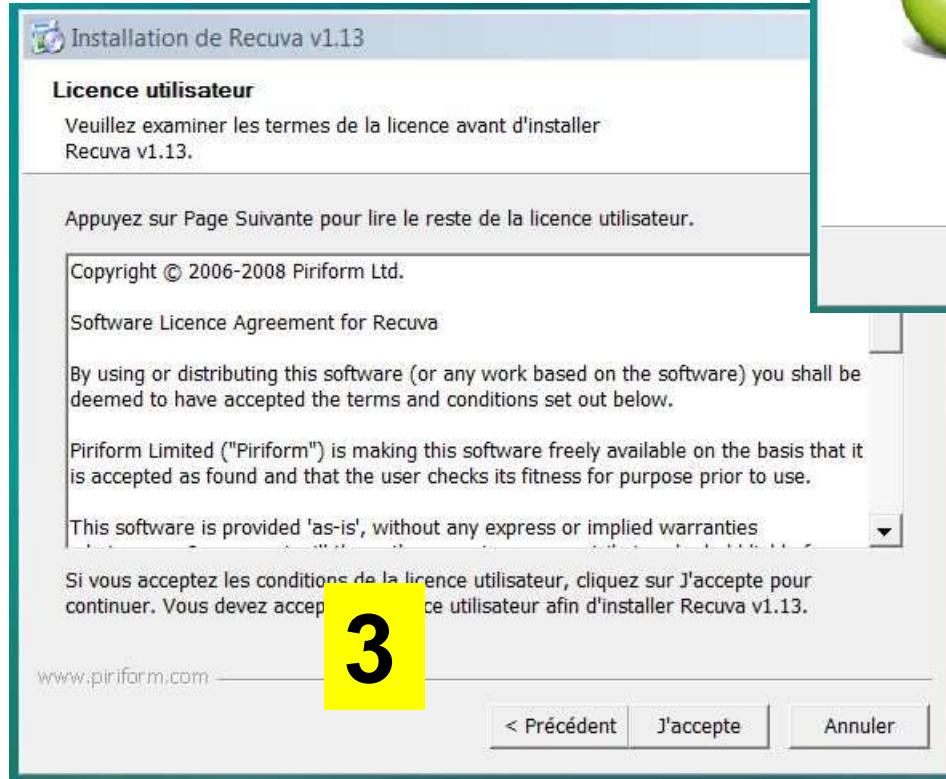 Installation de Recuva v1.13
Licence utilisateur
Veuillez examiner les termes de la licence avant d'installer
Recuva v1.13.
Appuyez sur Page Suivante pour lire le reste de la licence utilisateur.
Copyright © 2006-2008 Piriform Ltd.
Software Licence Agreement for Recuva
By using or distributing this software (or any work based on the software) you shall be
deemed to have accepted the terms and conditions set out below.
Piriform Limited ("Piriform") is making this software freely available on the basis that it
is accepted as found and that the user checks its fitness for purpose prior to use.
This software is provided 'as-is', without any express or implied warranties
Si vous acceptez les conditions de la licence utilisateur, cliquez sur J'accepte pour
continuer. Vous devez utilisateur afin d'installer Recuva v1.13.
3
www.piriform.com
< Précédent J'accepte Annuler